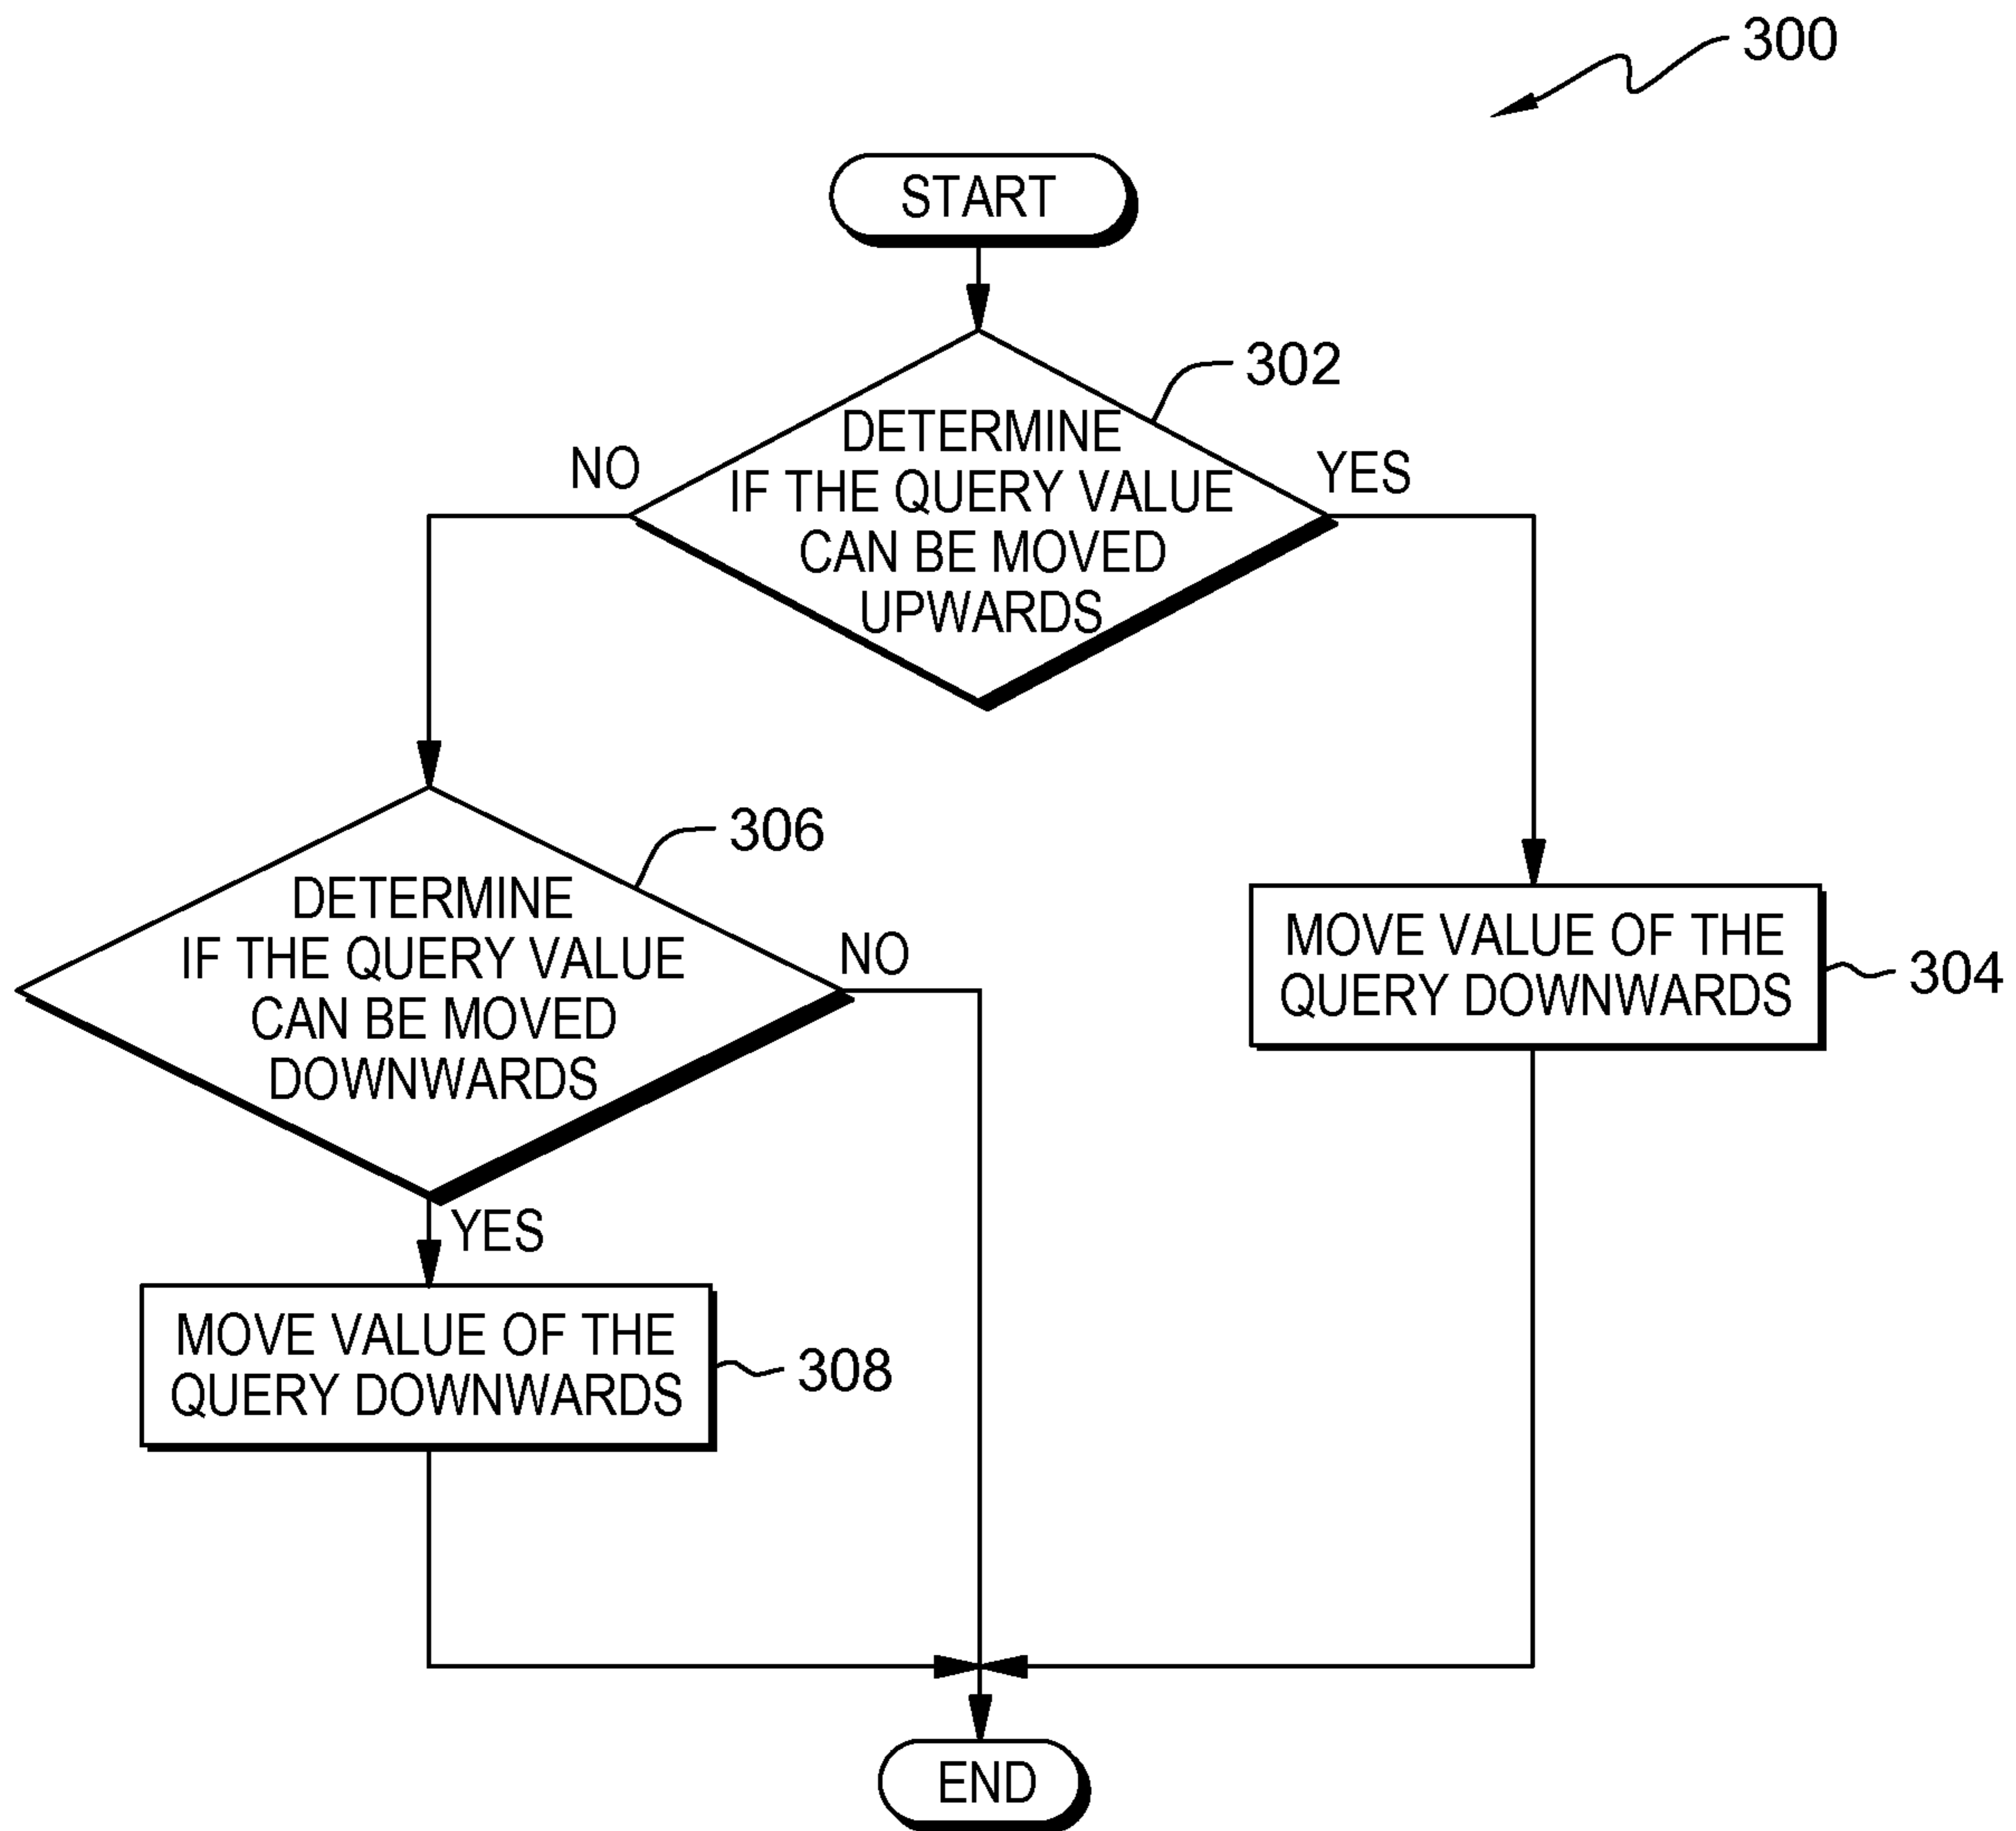 300
START
302
DETERMINE
IF THE QUERY VALUE
CAN BE MOVED
UPWARDS
NO
YES
306
DETERMINE
IF THE QUERY VALUE
CAN BE MOVED
DOWNWARDS
NO
YES
MOVE VALUE OF THE
QUERY DOWNWARDS
304
MOVE VALUE OF THE
QUERY DOWNWARDS
308
END